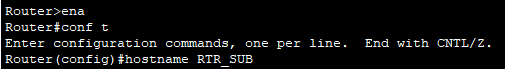 Router>ena
Router#conf t
Enter configuration commands, one per line.  End with CNTL/Z.
Router(config)#hostname RTR_SUB